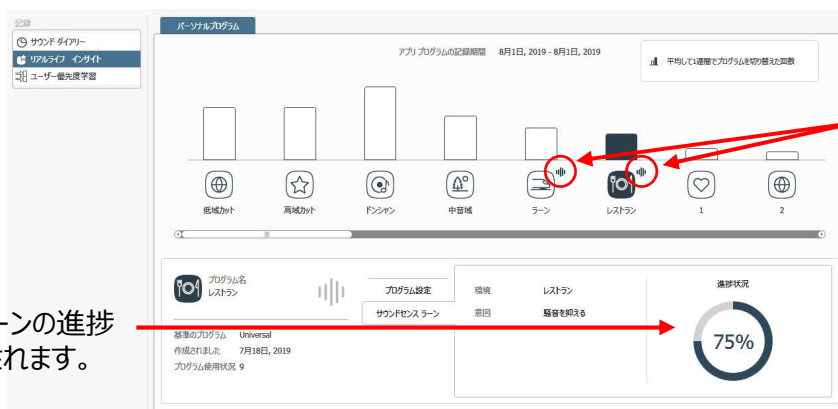 記録
サウンド ダイアリー
リアルライフ インサイト
ユーザー優先度学習
パーソナルプログラム
アプリ プログラムの記録期間 8月1日, 2019 - 8月1日, 2019
平均して1週間でプログラムを切り替えた回数
低域カット
高域カット
ドンシャン
中音域
ラーン
レストラン
1
2
プログラム名
レストラン
基準のプログラム Universal
作成されました 7月18日, 2019
プログラム使用状況 9
プログラム設定
サウンドセンス ラーン
環境 レストラン
意図 騒音を抑える
進捗状況
75%
ーンの進捗
れます。